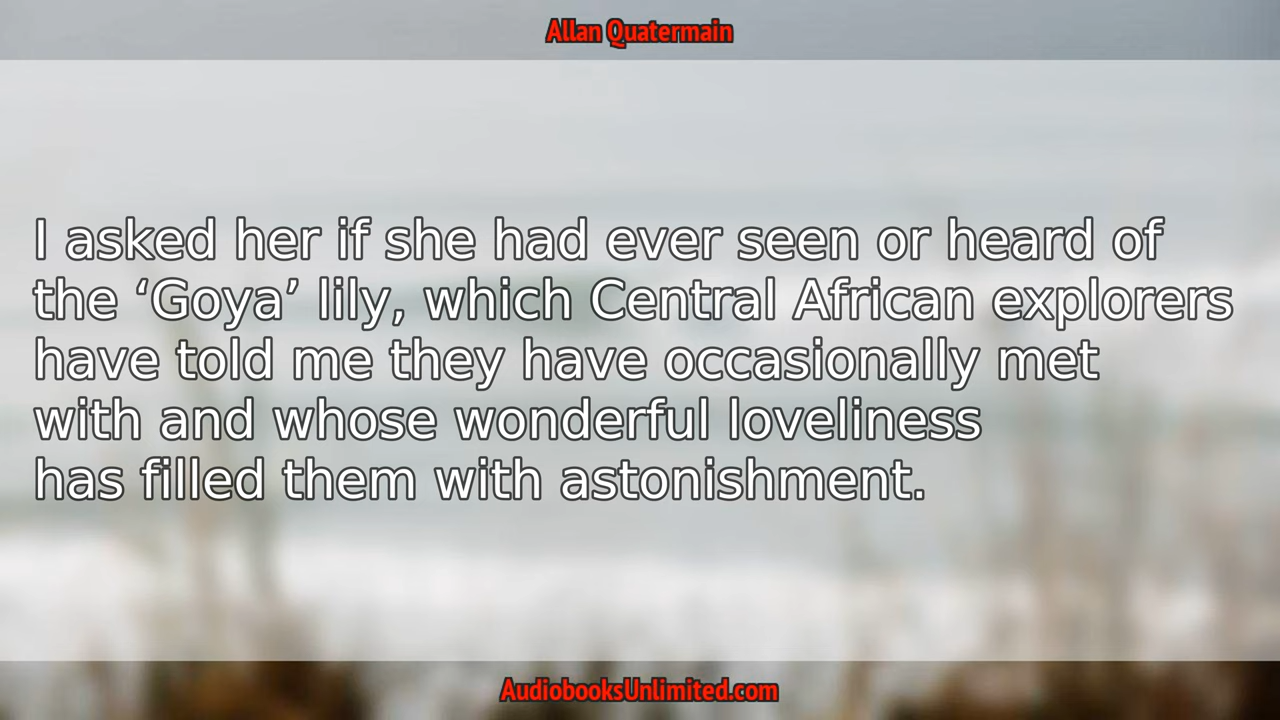 Allan Quatermain
I asked her if she had ever seen or heard of
the ‘Goya’ lily, which Central African explorers
have told me they have occasionally met
with and whose wonderful loveliness
has filled them with astonishment.
AudiobooksUnlimited.com